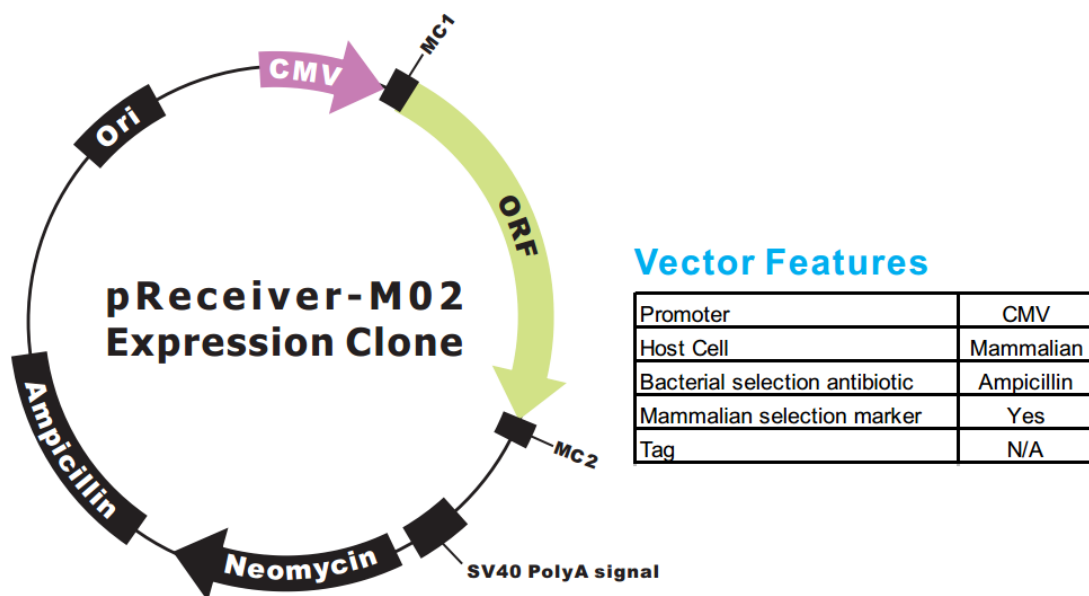 CMV
MC1
Ori
ORF
pReceiver-M02
Expression Clone
Ampicillin
MC2
Neomycin
SV40 PolyA signal
Vector Features
Promoter CMV
Host Cell Mammalian
Bacterial selection antibiotic Ampicillin
Mammalian selection marker Yes
Tag N/A